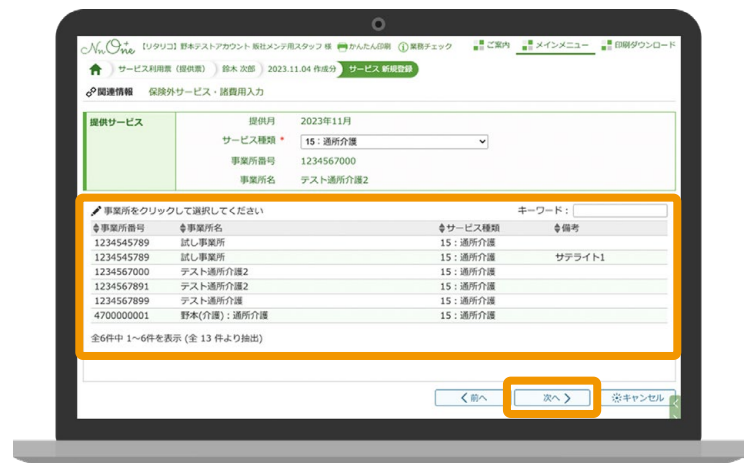 NuOne 【リタリコ】野本テストアカウント 販社メンテ用スタッフ 様 かんたん印刷 業務チェック ご案内 メインメニュー 印刷ダウンロード
サービス利用票（提供票） 鈴木 次郎 2023.11.04 作成分 サービス 新規登録
関連情報 保険外サービス・諸費用入力
提供サービス 提供月 2023年11月
サービス種類 * 15：通所介護
事業所番号 1234567000
事業所名 テスト通所介護2
事業所をクリックして選択してください キーワード：
事業所番号 事業所名 サービス種類 備考
1234545789 試し事業所 15：通所介護
1234545789 試し事業所 15：通所介護 サテライト1
1234567000 テスト通所介護2 15：通所介護
1234567891 テスト通所介護2 15：通所介護
1234567899 テスト通所介護 15：通所介護
4700000001 野本(介護)：通所介護 15：通所介護
全6件中 1～6件を表示 (全 13 件より抽出)
前へ 次へ キャンセル